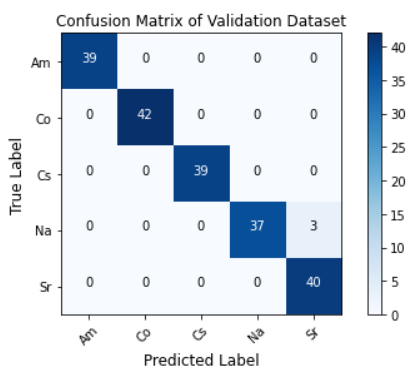 Confusion Matrix of Validation Dataset
True Label
Am 39 0 0 0 0
Co 0 42 0 0 0
Cs 0 0 39 0 0
Na 0 0 0 37 3
Sr 0 0 0 0 40
Am Co Cs Na Sr
Predicted Label
40
35
30
25
20
15
10
5
0